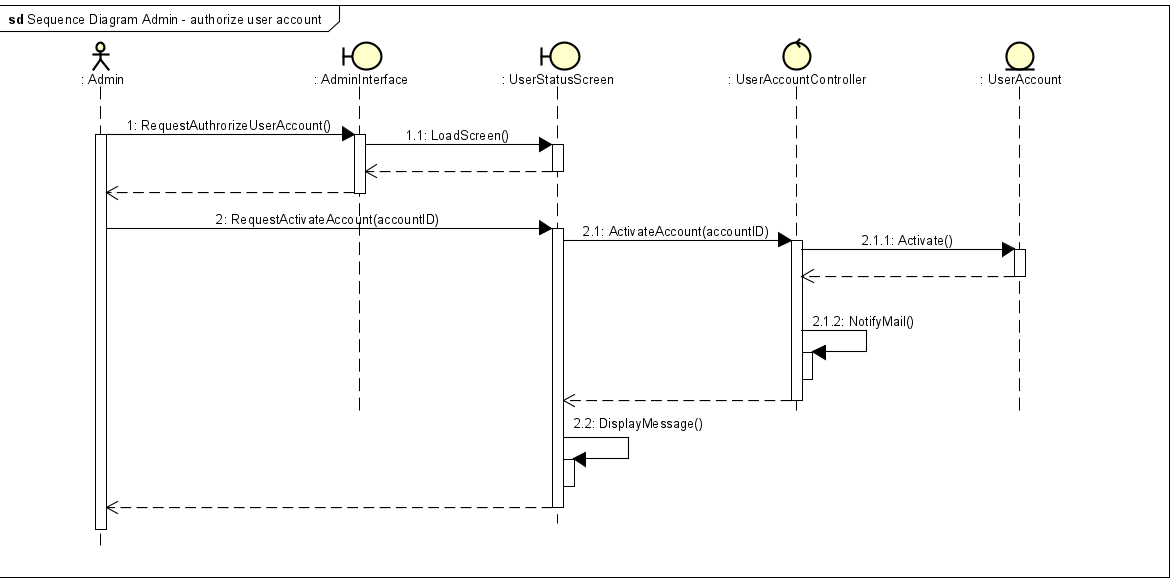 sd Sequence Diagram Admin - authorize user account
: Admin
: AdminInterface
: UserStatusScreen
: UserAccountController
: UserAccount
1: RequestAuthrorizeUserAccount()
1.1: LoadScreen()
2: RequestActivateAccount(accountID)
2.1: ActivateAccount(accountID)
2.1.1: Activate()
2.1.2: NotifyMail()
2.2: DisplayMessage()